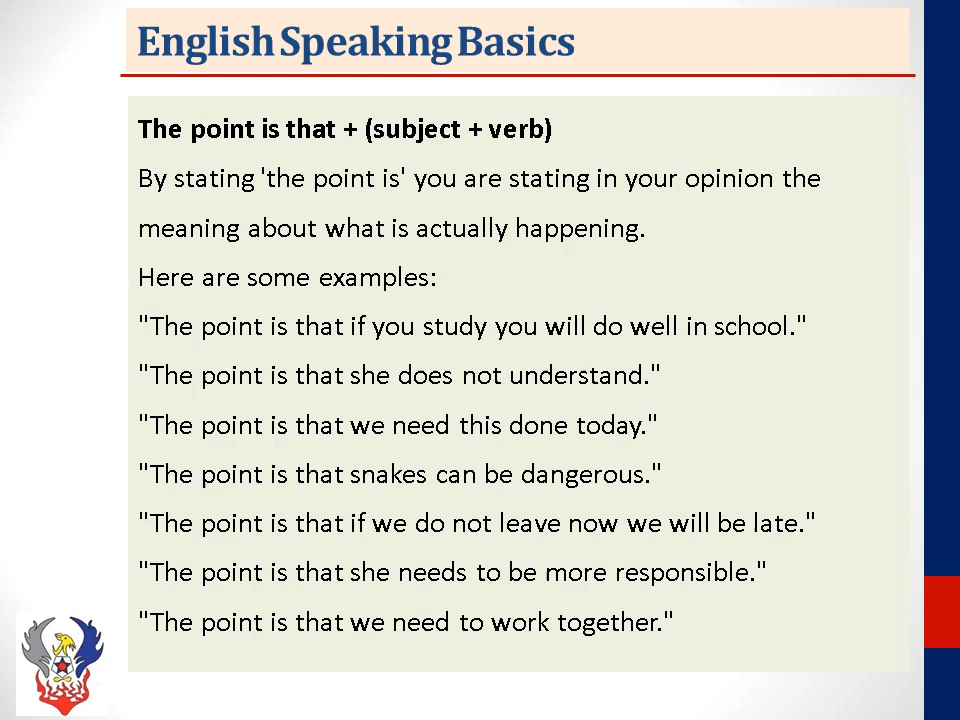 English Speaking Basics
The point is that + (subject + verb)
By stating 'the point is' you are stating in your opinion the
meaning about what is actually happening.
Here are some examples:
"The point is that if you study you will do well in school."
"The point is that she does not understand."
"The point is that we need this done today."
"The point is that snakes can be dangerous."
"The point is that if we do not leave now we will be late."
"The point is that she needs to be more responsible."
"The point is that we need to work together."